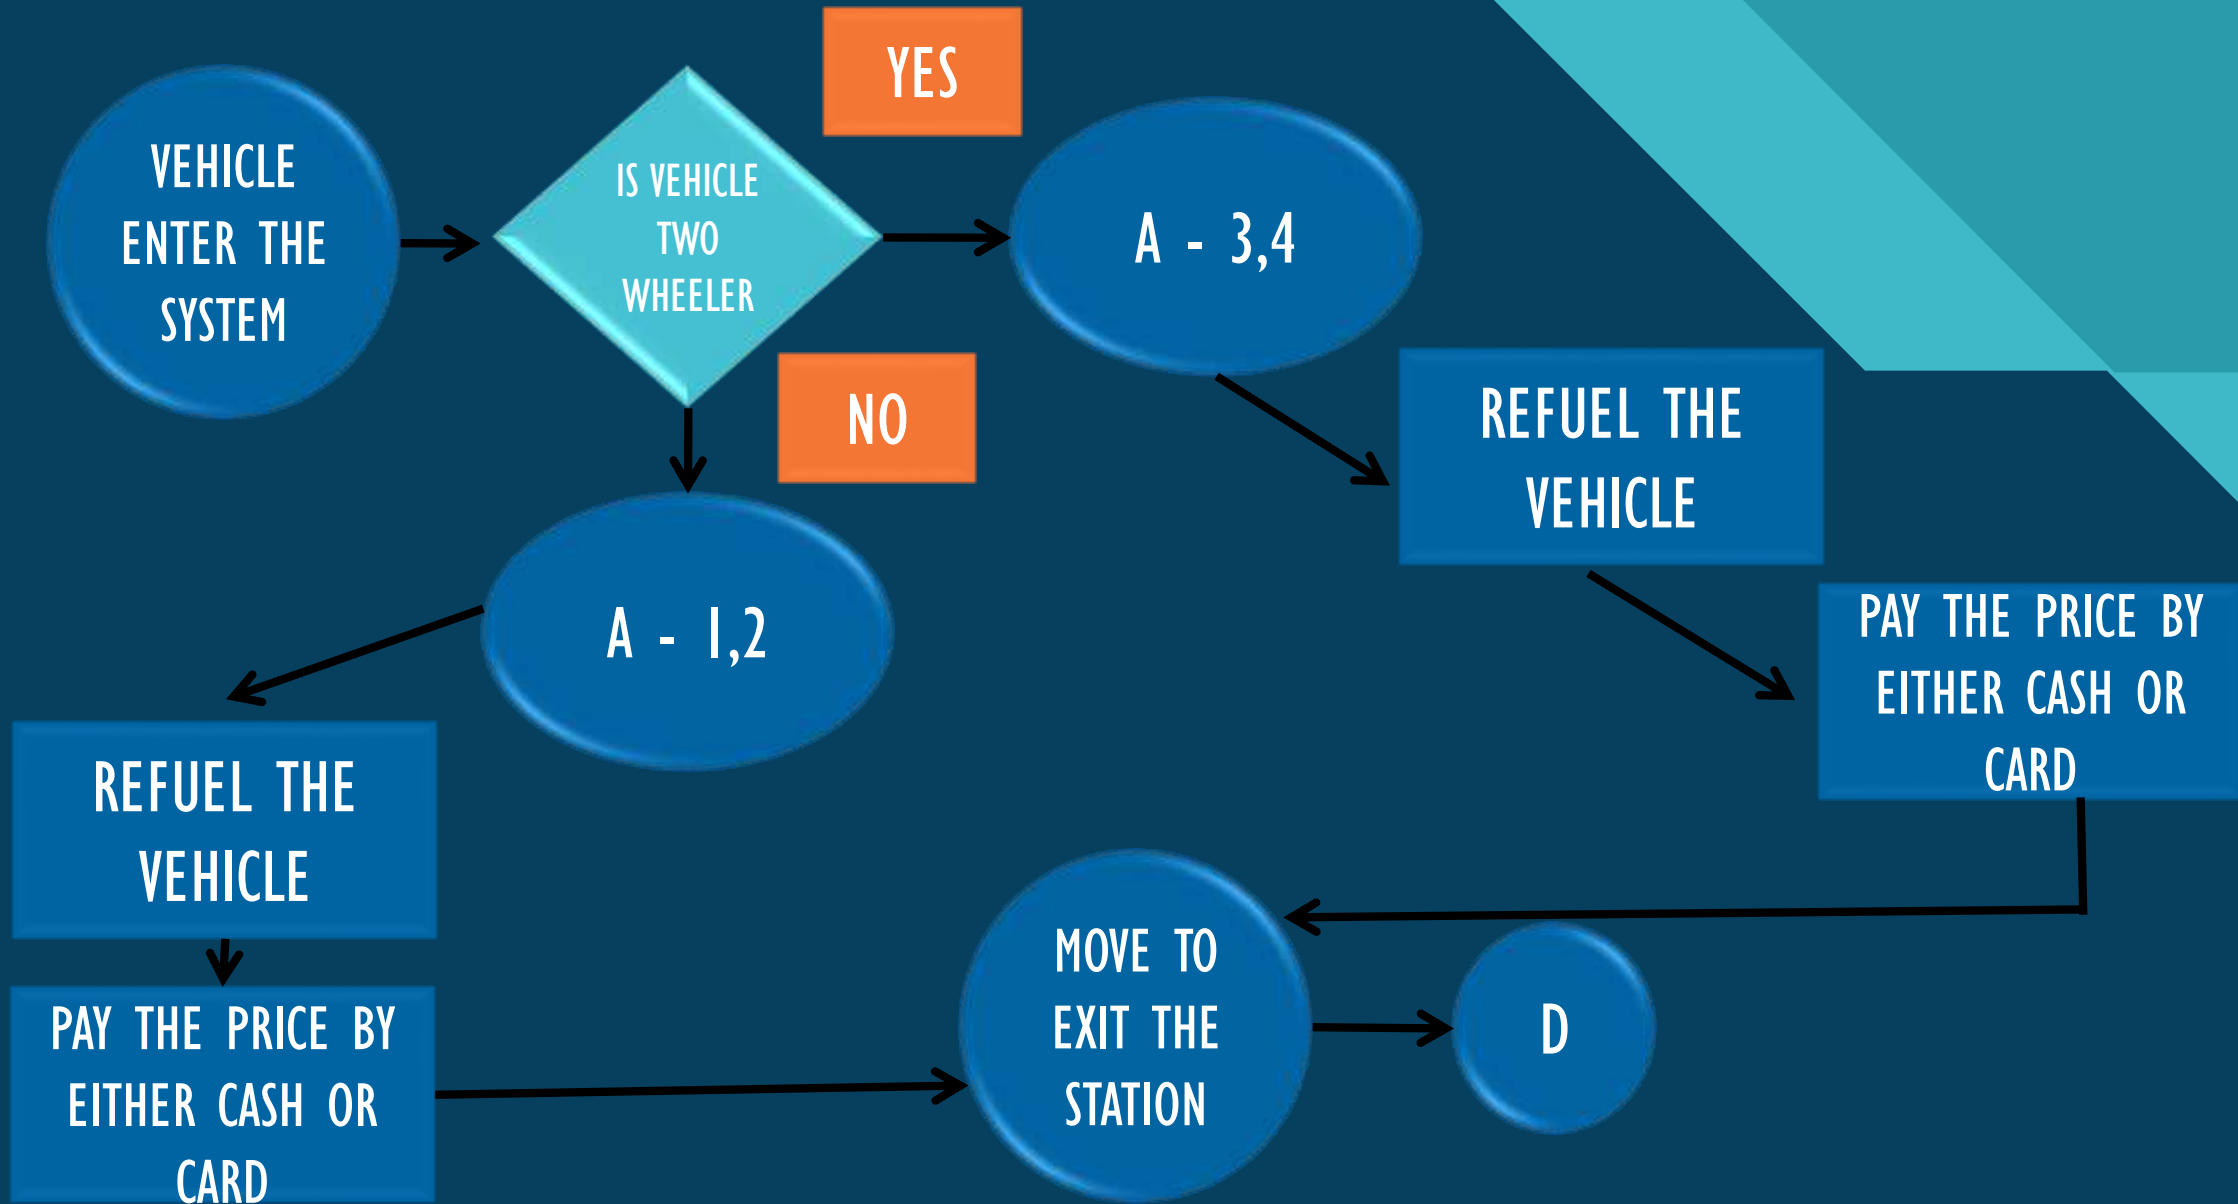 VEHICLE
ENTER THE
SYSTEM
IS VEHICLE
TWO
WHEELER
YES
A - 3,4
NO
REFUEL THE
VEHICLE
PAY THE PRICE BY
EITHER CASH OR
CARD
A - 1,2
REFUEL THE
VEHICLE
PAY THE PRICE BY
EITHER CASH OR
CARD
MOVE TO
EXIT THE
STATION
D